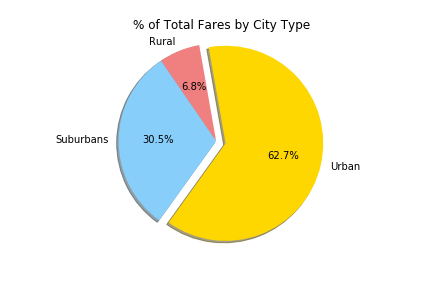 % of Total Fares by City Type
Rural
6.8%
Suburbans
30.5%
62.7%
Urban